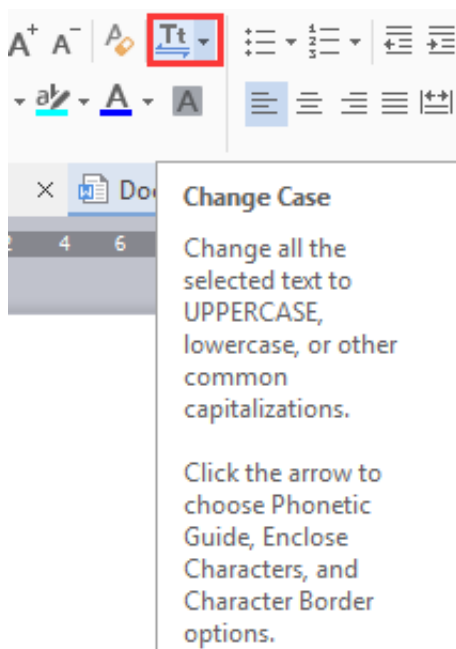 A+ A- Tt
ab A A
Doc
2 4 6
Change Case
Change all the
selected text to
UPPERCASE,
lowercase, or other
common
capitalizations.
Click the arrow to
choose Phonetic
Guide, Enclose
Characters, and
Character Border
options.